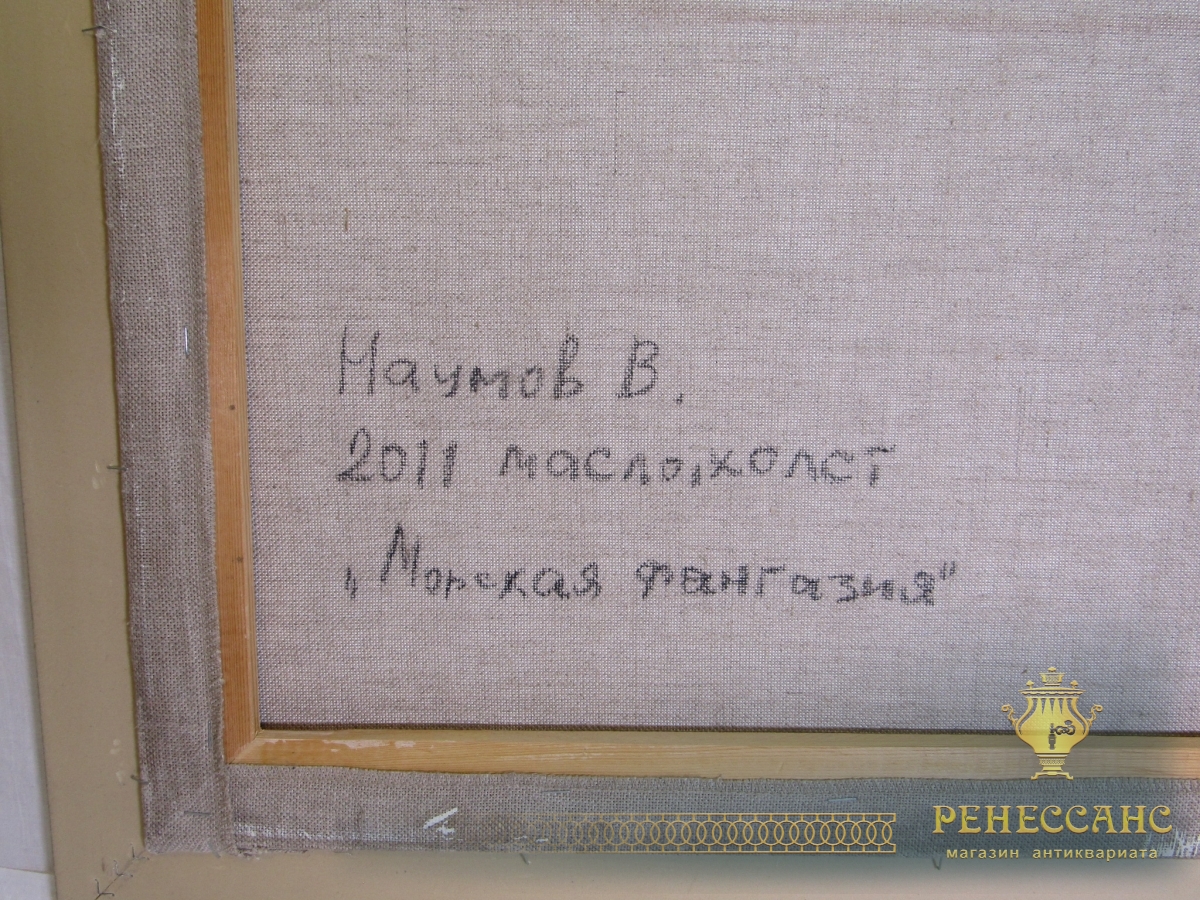 Наумов В.
2011 масло, холст
„Морская фантазия"
РЕНЕССАНС
магазин антиквариата